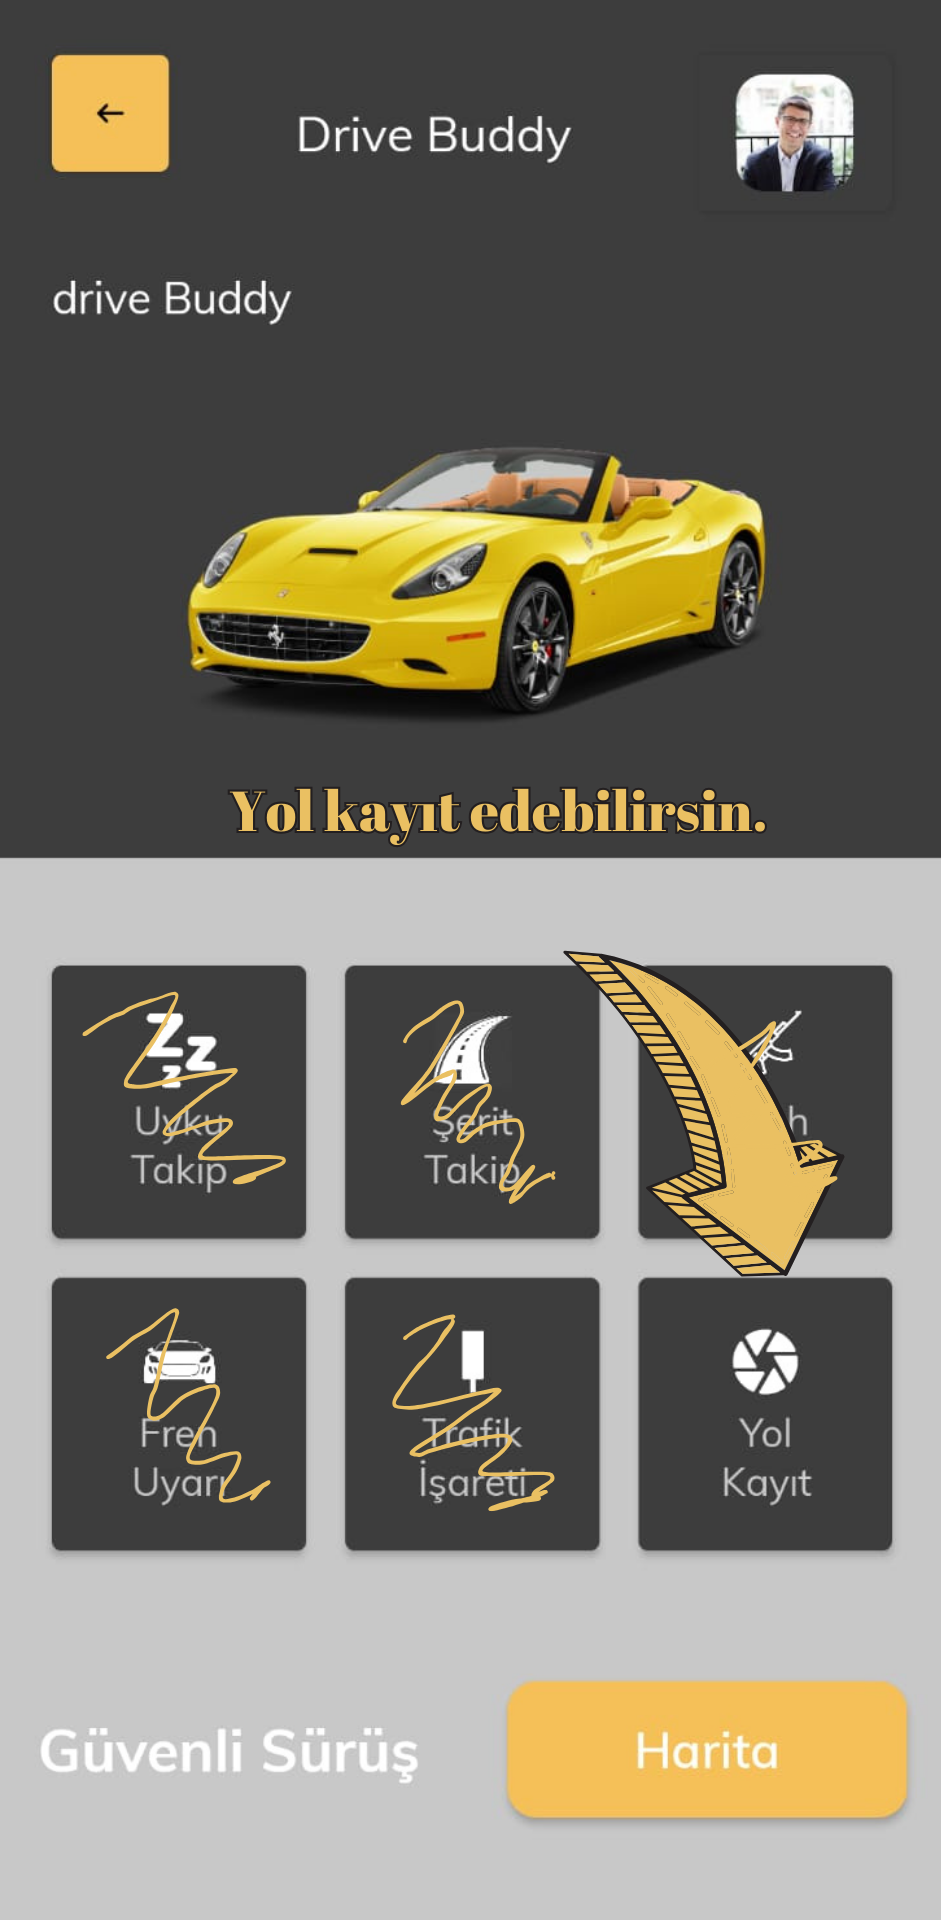 Drive Buddy
drive Buddy
Yol kayıt edebilirsin.
Uyku
Takip
Şerit
Takip
Fren
Uyarı
Trafik
İşareti
Yol
Kayıt
Güvenli Sürüş
Harita